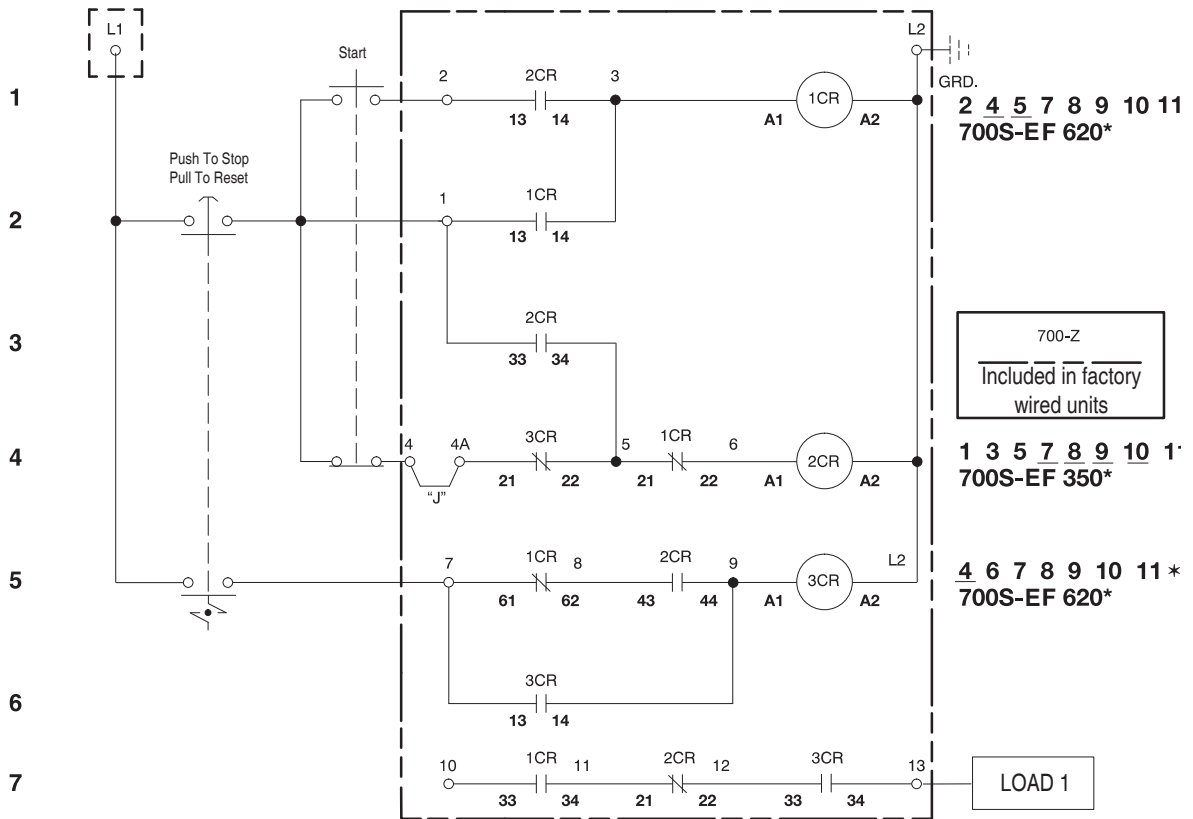 L1
L2
Start
GRD.
1
2
2CR
3
13 14
1CR
A1 A2
2 4 5 7 8 9 10 11
700S-EF 620*
Push To Stop
Pull To Reset
2
1
1CR
13 14
3
2CR
33 34
700-Z
Included in factory
wired units
4
4 4A
3CR
21 22
5
1CR
21 22
6
2CR
A1 A2
"J"
1 3 5 7 8 9 10 11
700S-EF 350*
5
7
1CR
61 62
8
2CR
43 44
9
3CR
A1 A2
L2
4 6 7 8 9 10 11 *
700S-EF 620*
6
3CR
13 14
7
10
1CR
33 34
11
2CR
21 22
12
3CR
33 34
13
LOAD 1